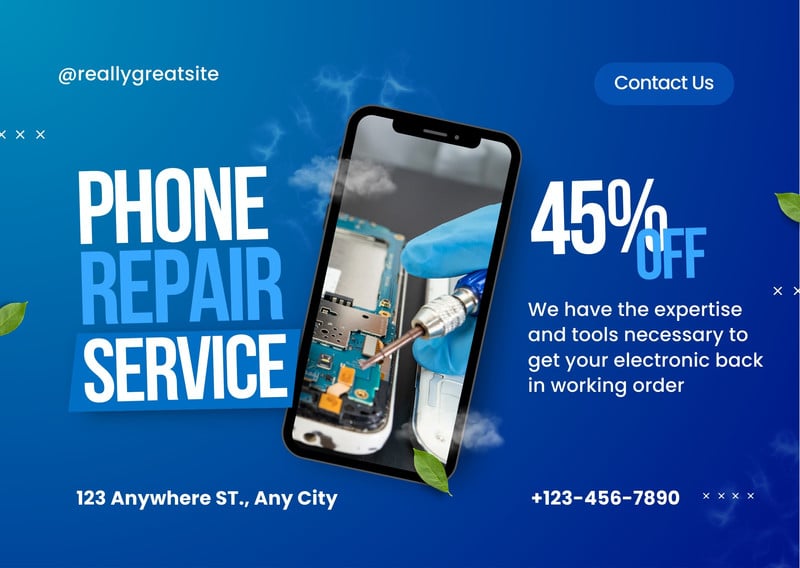 @reallygreatsite
Contact Us
PHONE
REPAIR
SERVICE
45%
OFF
We have the expertise
and tools necessary to
get your electronic back
in working order
123 Anywhere ST., Any City
+123-456-7890